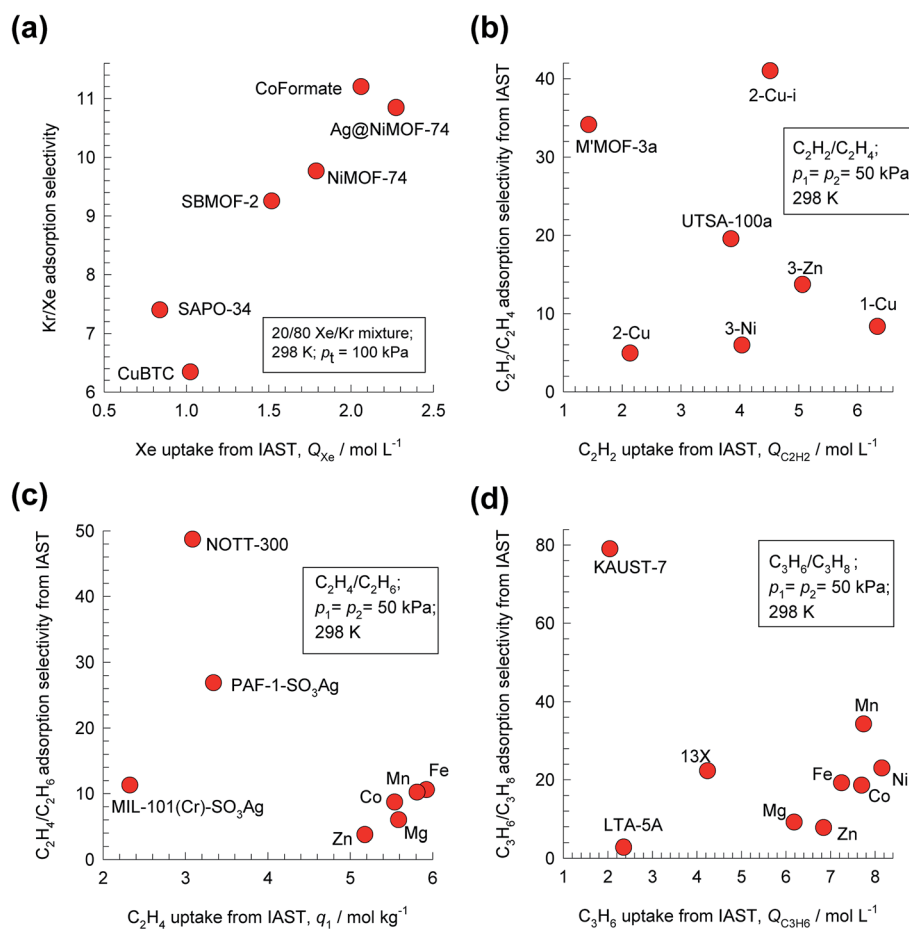 (a)
Kr/Xe adsorption selectivity
11
10
9
8
7
6
CoFormate
Ag@NiMOF-74
NiMOF-74
SBMOF-2
SAPO-34
CuBTC
20/80 Xe/Kr mixture;
298 K; pt = 100 kPa
0.5 1.0 1.5 2.0 2.5
Xe uptake from IAST, QXe / mol L-1
(b)
C2H2/C2H4 adsorption selectivity from IAST
40
30
20
10
0
2-Cu-i
M'MOF-3a
C2H2/C2H4;
p1= p2= 50 kPa
298 K
UTSA-100a
3-Zn
1-Cu
2-Cu
3-Ni
1 2 3 4 5 6
C2H2 uptake from IAST, QC2H2 / mol L-1
(c)
C2H4/C2H6 adsorption selectivity from IAST
50
40
30
20
10
0
NOTT-300
C2H4/C2H6;
p1= p2= 50 kPa;
298 K
PAF-1-SO3Ag
MIL-101(Cr)-SO3Ag
Mn
Fe
Co
Zn
Mg
2 3 4 5 6
C2H4 uptake from IAST, q1 / mol kg-1
(d)
C3H6/C3H8 adsorption selectivity from IAST
80
60
40
20
0
KAUST-7
C3H6/C3H8 ;
p1= p2= 50 kPa;
298 K
Mn
13X
Fe
Ni
Co
Mg
Zn
LTA-5A
1 2 3 4 5 6 7 8
C3H6 uptake from IAST, QC3H6 / mol L-1